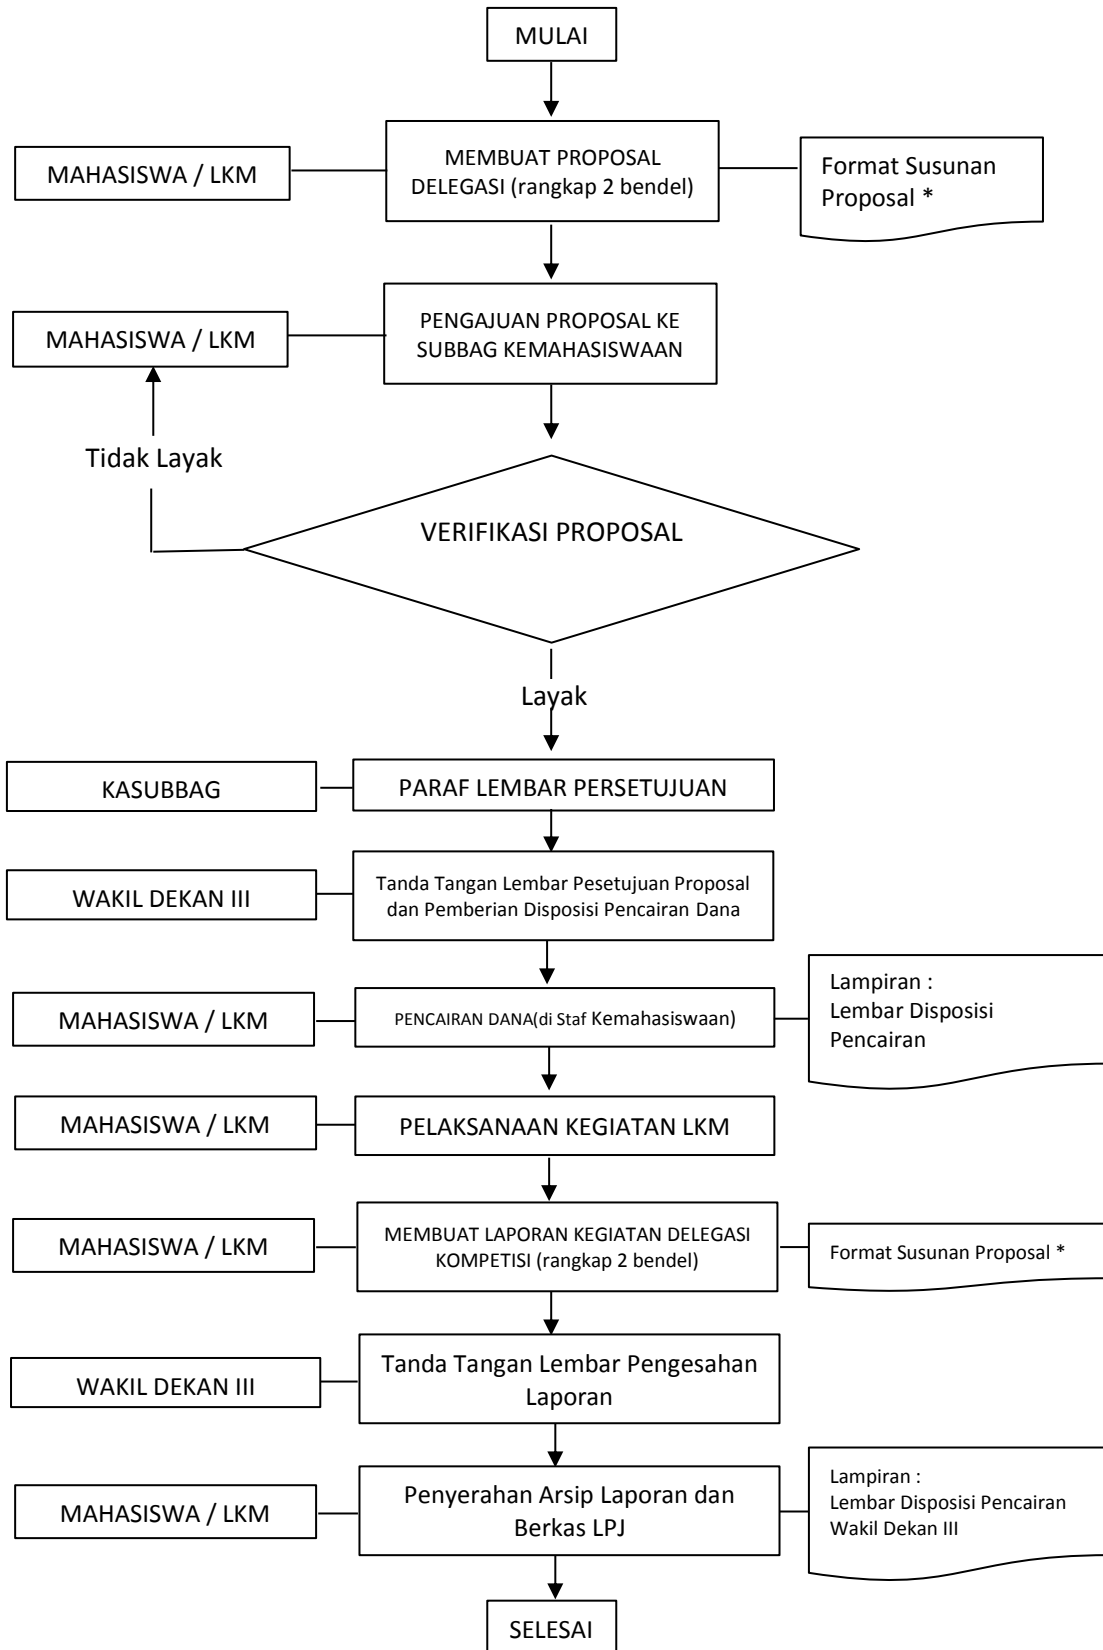 MULAI
MAHASISWA / LKM
MEMBUAT PROPOSAL
DELEGASI (rangkap 2 bendel)
Format Susunan
Proposal *
MAHASISWA / LKM
PENGAJUAN PROPOSAL KE
SUBBAG KEMAHASISWAAN
Tidak Layak
VERIFIKASI PROPOSAL
Layak
KASUBBAG
PARAF LEMBAR PERSETUJUAN
WAKIL DEKAN III
Tanda Tangan Lembar Pesetujuan Proposal
dan Pemberian Disposisi Pencairan Dana
MAHASISWA / LKM
PENCAIRAN DANA(di Staf Kemahasiswaan)
Lampiran :
Lembar Disposisi
Pencairan
MAHASISWA / LKM
PELAKSANAAN KEGIATAN LKM
MAHASISWA / LKM
MEMBUAT LAPORAN KEGIATAN DELEGASI
KOMPETISI (rangkap 2 bendel)
Format Susunan Proposal *
WAKIL DEKAN III
Tanda Tangan Lembar Pengesahan
Laporan
MAHASISWA / LKM
Penyerahan Arsip Laporan dan
Berkas LPJ
Lampiran :
Lembar Disposisi Pencairan
Wakil Dekan III
SELESAI